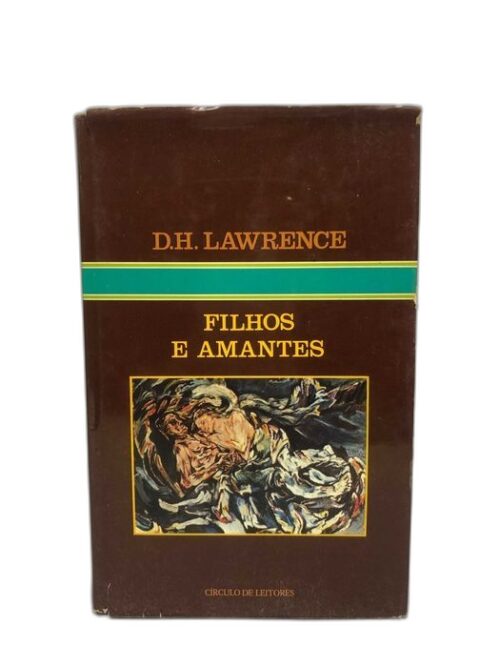 D.H. LAWRENCE
FILHOS
E AMANTES
CÍRCULO DE LEITORES